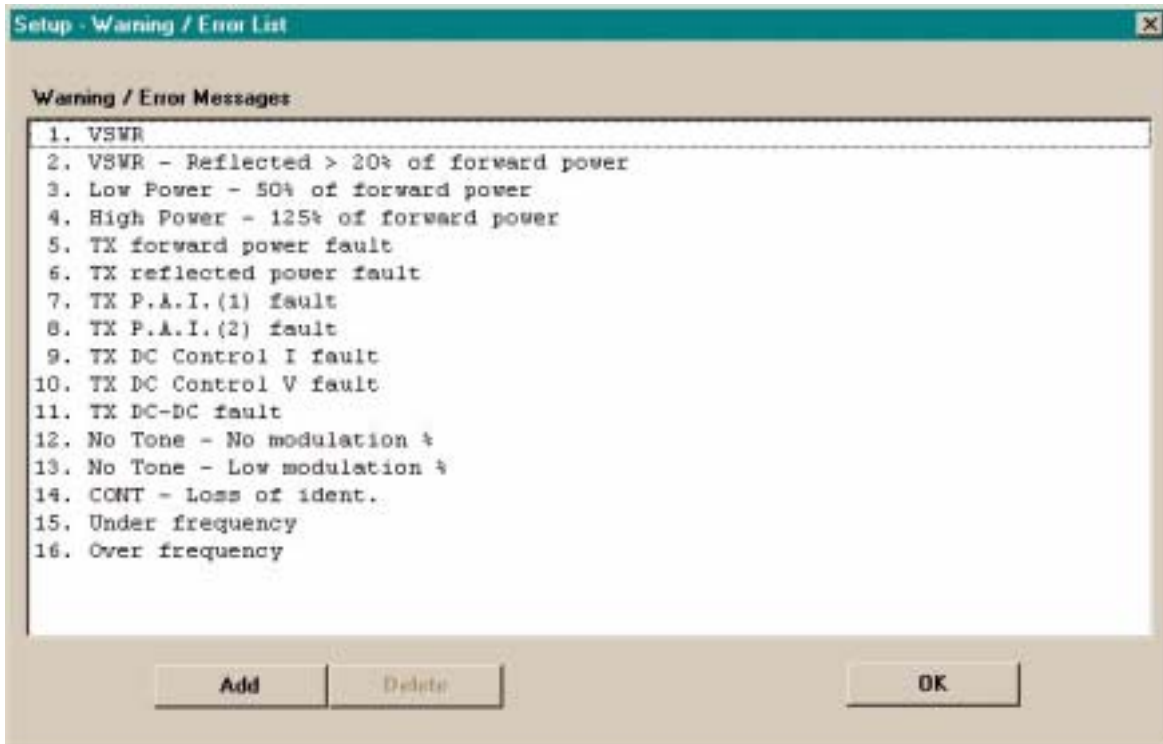 Setup - Warning / Error List
Warning / Error Messages
1. VSWR
2. VSWR - Reflected > 20% of forward power
3. Low Power - 50% of forward power
4. High Power - 125% of forward power
5. TX forward power fault
6. TX reflected power fault
7. TX P.A.I.(1) fault
8. TX P.A.I.(2) fault
9. TX DC Control I fault
10. TX DC Control V fault
11. TX DC-DC fault
12. No Tone - No modulation %
13. No Tone - Low modulation %
14. CONT - Loss of ident.
15. Under frequency
16. Over frequency
Add Delete OK